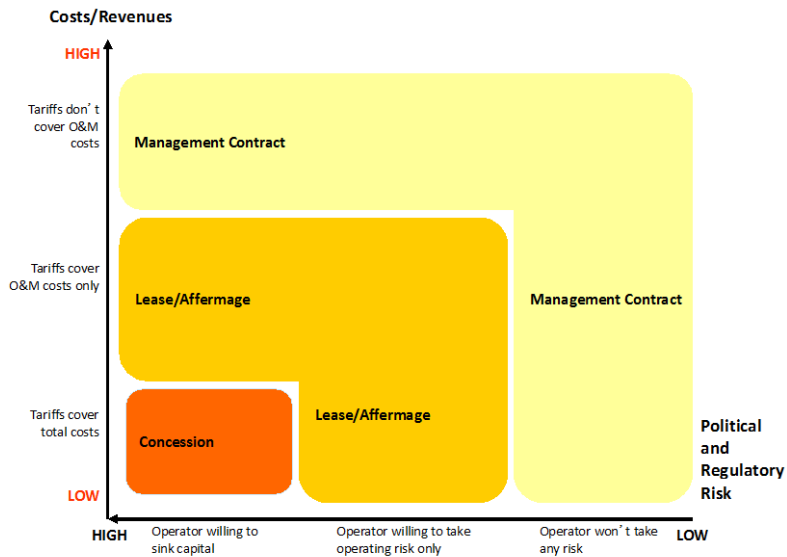 Costs/Revenues
HIGH
Tariffs don’t
cover O&M
costs
Management Contract
Tariffs cover
O&M costs only
Lease/Affermage
Management Contract
Tariffs cover
total costs
Lease/Affermage
Concession
Political
and
Regulatory
Risk
LOW
HIGH
Operator willing to
sink capital
Operator willing to take
operating risk only
Operator won’t take
any risk
LOW